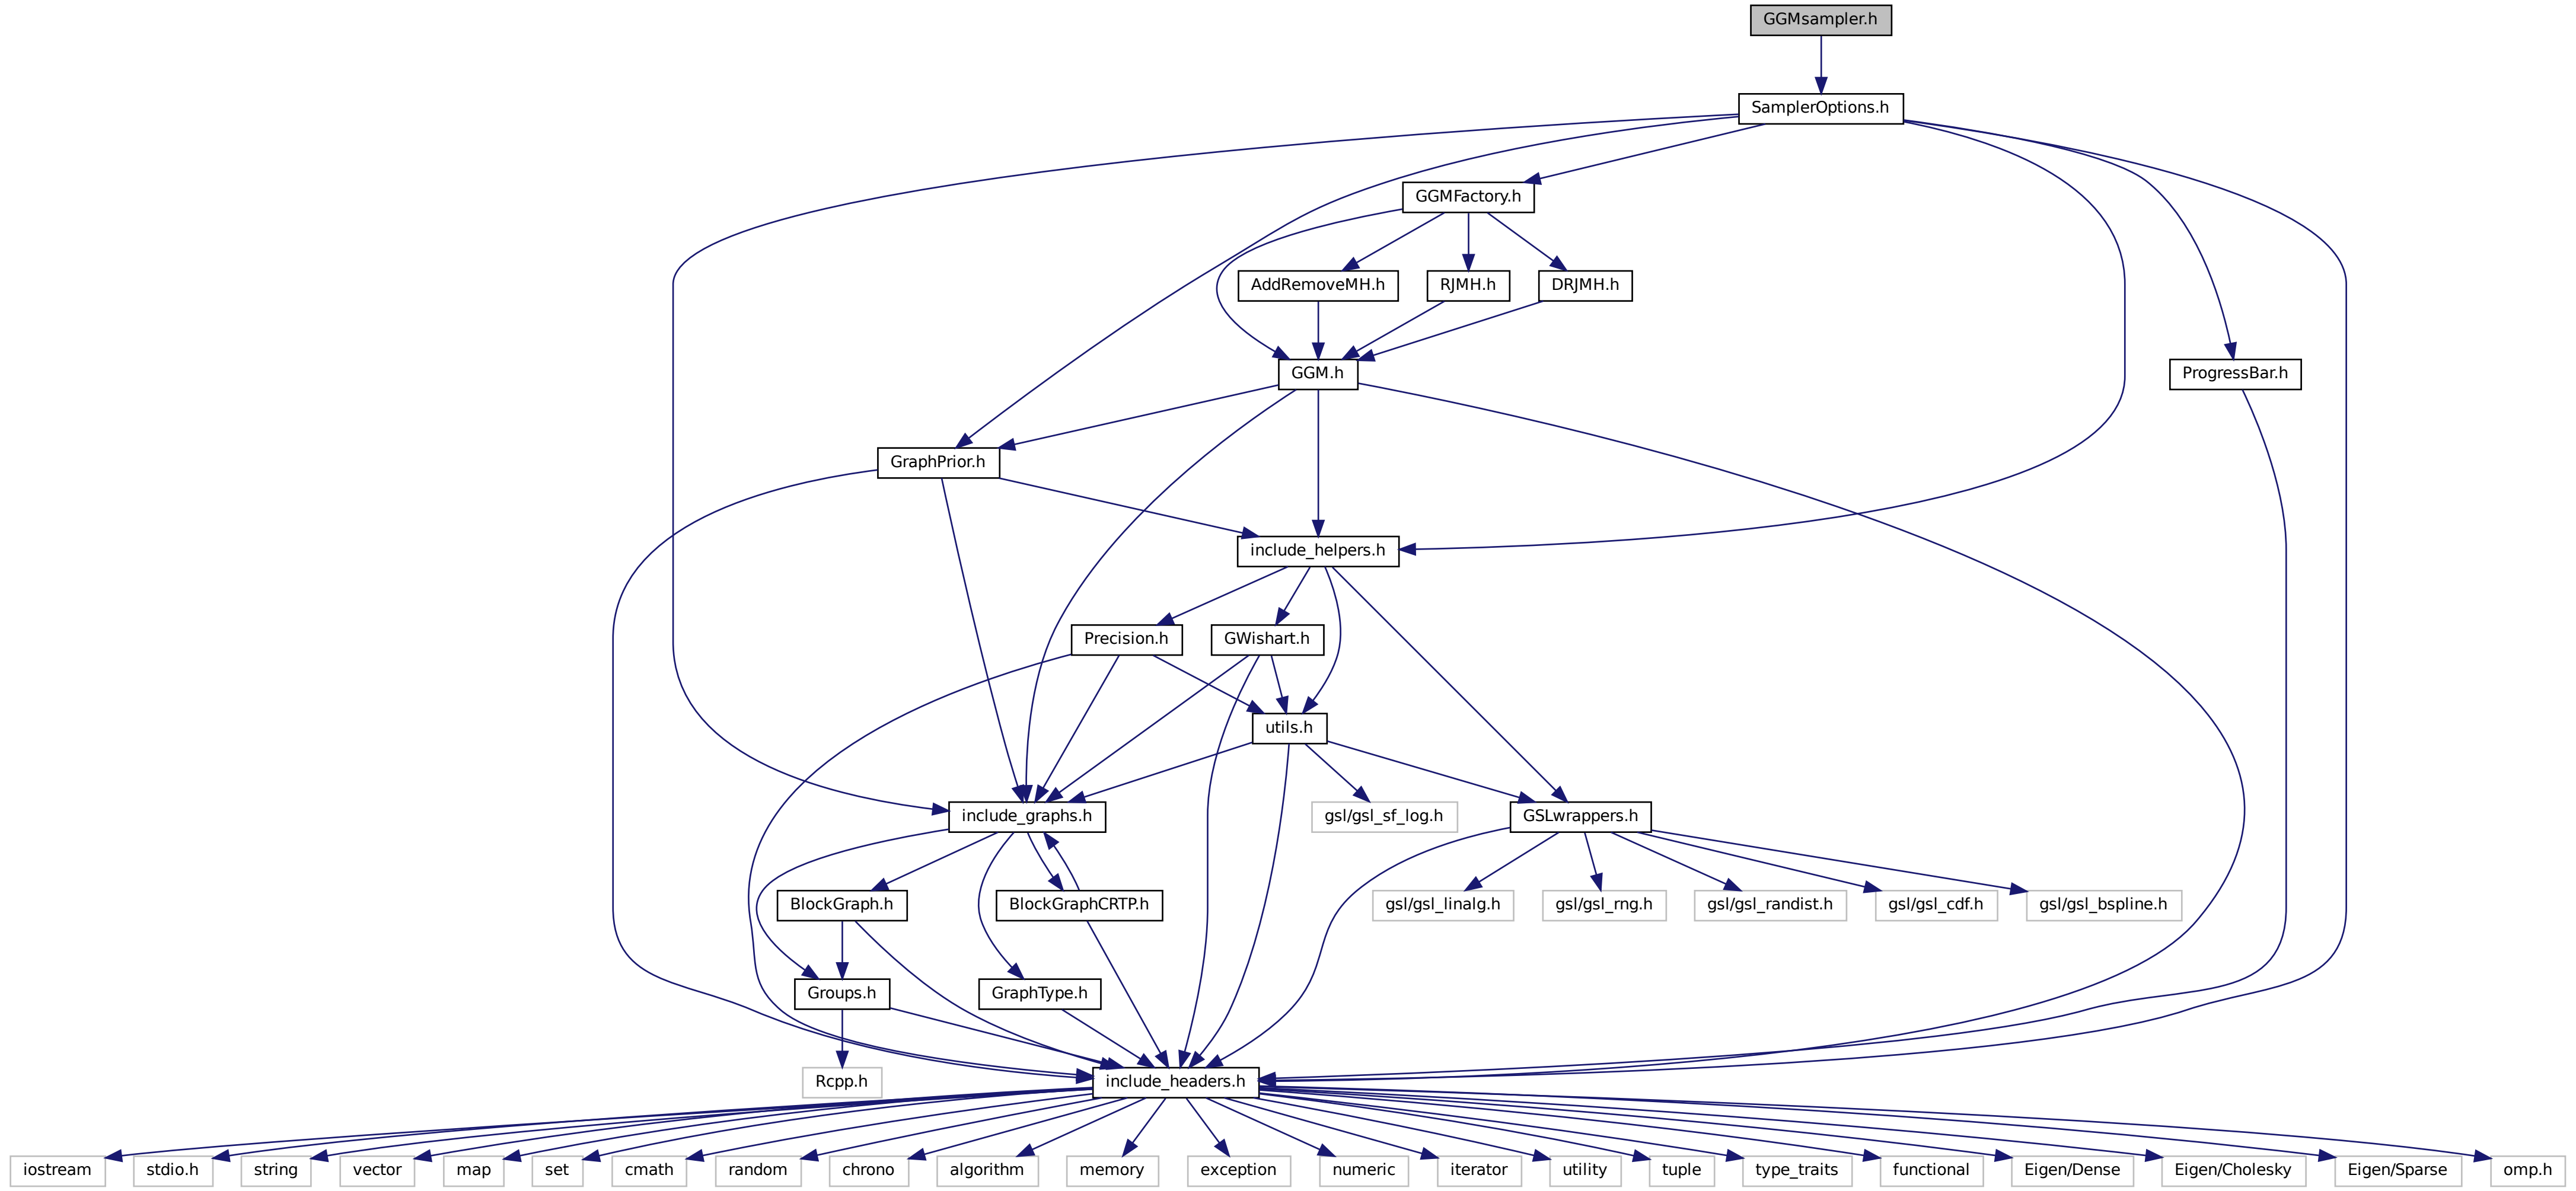 GGMsampler.h
SamplerOptions.h
GGMFactory.h
AddRemoveMH.h
RJMH.h
DRJMH.h
GGM.h
ProgressBar.h
GraphPrior.h
include_helpers.h
Precision.h
GWishart.h
utils.h
include_graphs.h
gsl/gsl_sf_log.h
GSLwrappers.h
BlockGraph.h
BlockGraphCRTP.h
gsl/gsl_linalg.h
gsl/gsl_rng.h
gsl/gsl_randist.h
gsl/gsl_cdf.h
gsl/gsl_bspline.h
Groups.h
GraphType.h
Rcpp.h
include_headers.h
iostream
stdio.h
string
vector
map
set
cmath
random
chrono
algorithm
memory
exception
numeric
iterator
utility
tuple
type_traits
functional
Eigen/Dense
Eigen/Cholesky
Eigen/Sparse
omp.h